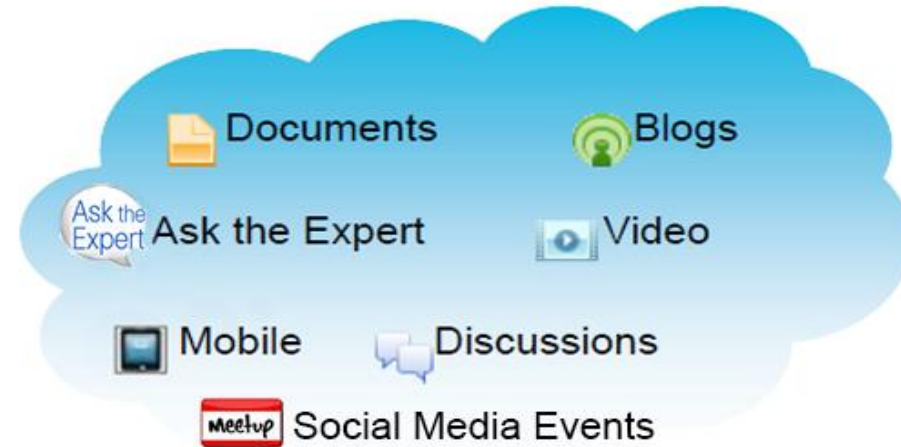 Documents Blogs
Ask the
Expert Ask the Expert Video
Mobile Discussions
Meetup Social Media Events